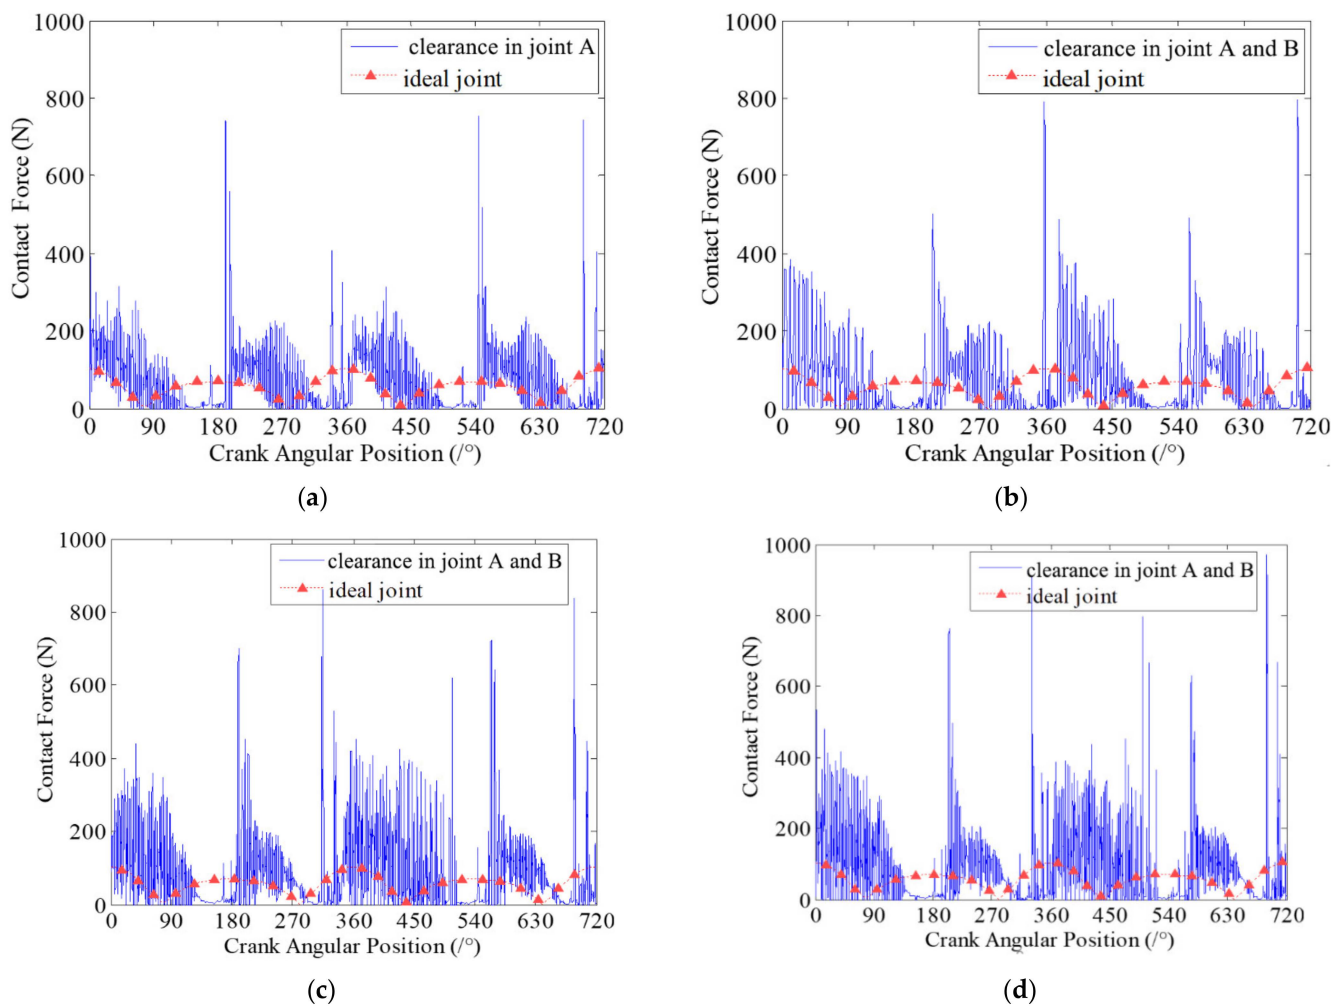 1000
800
600
400
200
0
Contact Force (N)
clearance in joint A
ideal joint
0 90 180 270 360 450 540 630 720
Crank Angular Position (/°)
(a)
1000
800
600
400
200
0
Contact Force (N)
clearance in joint A and B
ideal joint
0 90 180 270 360 450 540 630 720
Crank Angular Position (/°)
(b)
1000
800
600
400
200
0
Contact Force (N)
clearance in joint A and B
ideal joint
0 90 180 270 360 450 540 630 720
Crank Angular Position (/°)
(c)
1000
800
600
400
200
0
Contact Force (N)
clearance in joint A and B
ideal joint
0 90 180 270 360 450 540 630 720
Crank Angular Position (/°)
(d)